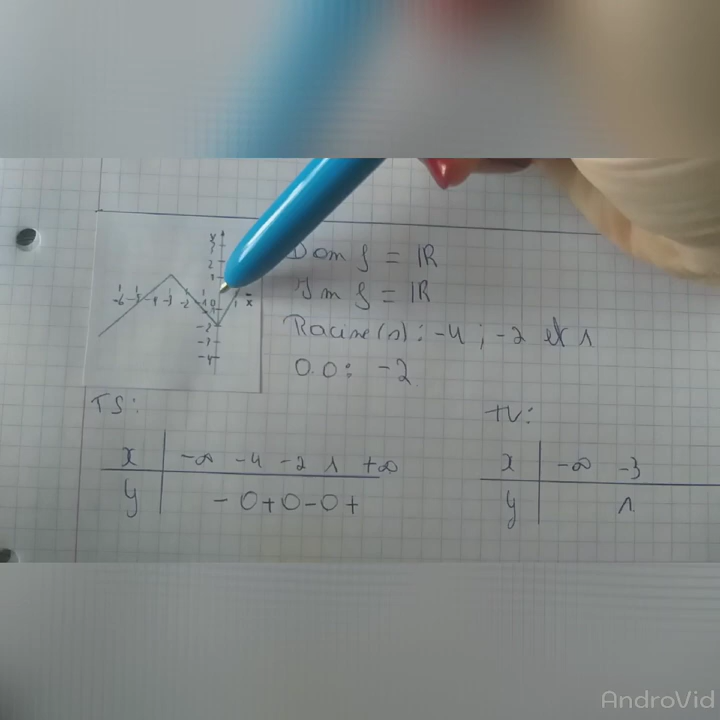 Dom f = IR
Im f = IR
Racine(s) : -4 ; -2 et 1
O.O : -2
TS :
TV :
x -∞ -4 -2 1 +∞
y - 0 + 0 - 0 +
x -∞ -3
y 1
AndroVid